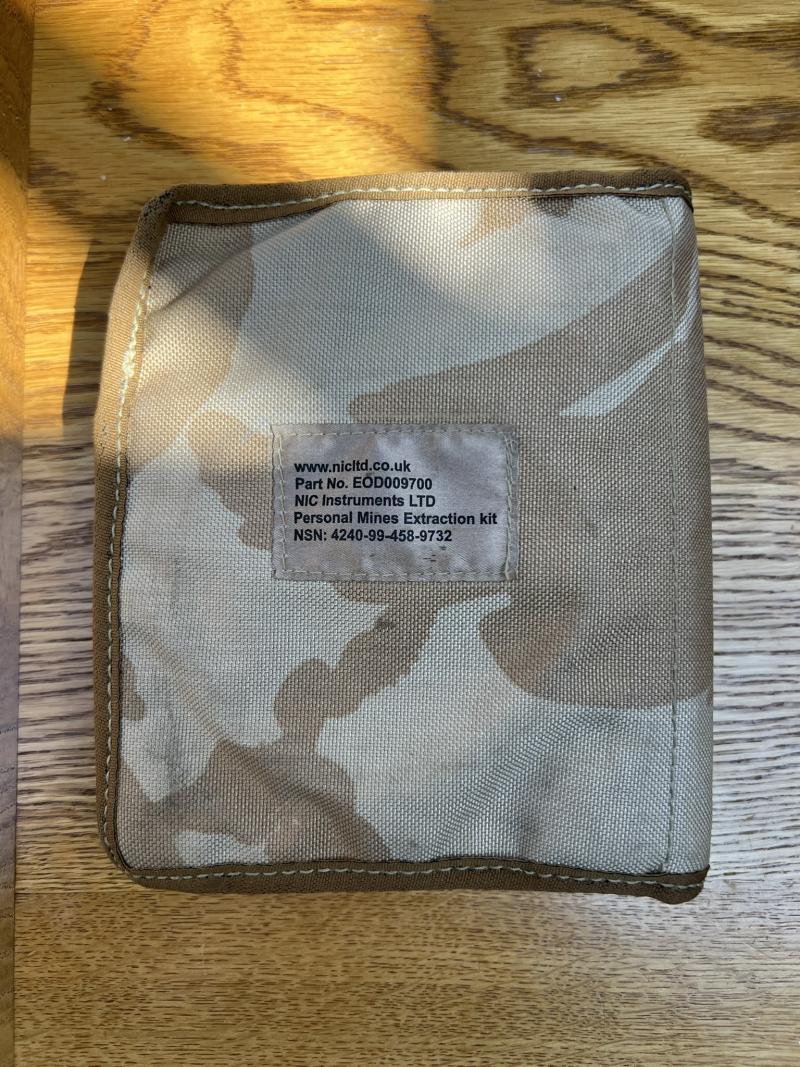 www.nicltd.co.uk
Part No. EOD009700
NIC Instruments LTD
Personal Mines Extraction kit
NSN: 4240-99-458-9732